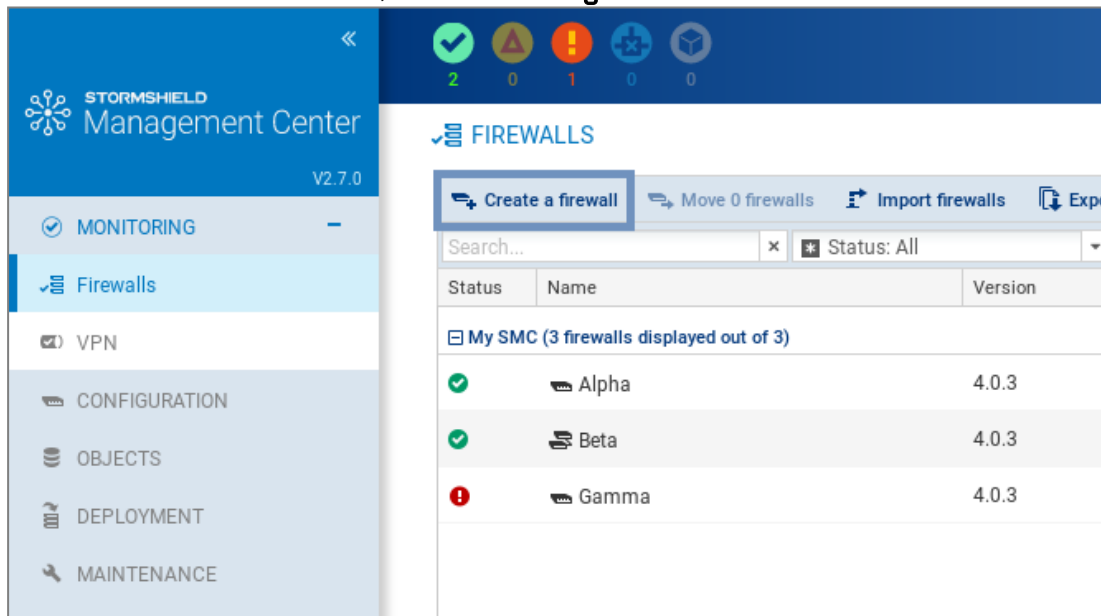 «
STORMSHIELD
Management Center
V2.7.0
MONITORING
Firewalls
VPN
CONFIGURATION
OBJECTS
DEPLOYMENT
MAINTENANCE
2 0 1 0 0
FIREWALLS
Create a firewall Move 0 firewalls Import firewalls Expo
Search... × Status: All
Status Name Version
My SMC (3 firewalls displayed out of 3)
Alpha 4.0.3
Beta 4.0.3
Gamma 4.0.3